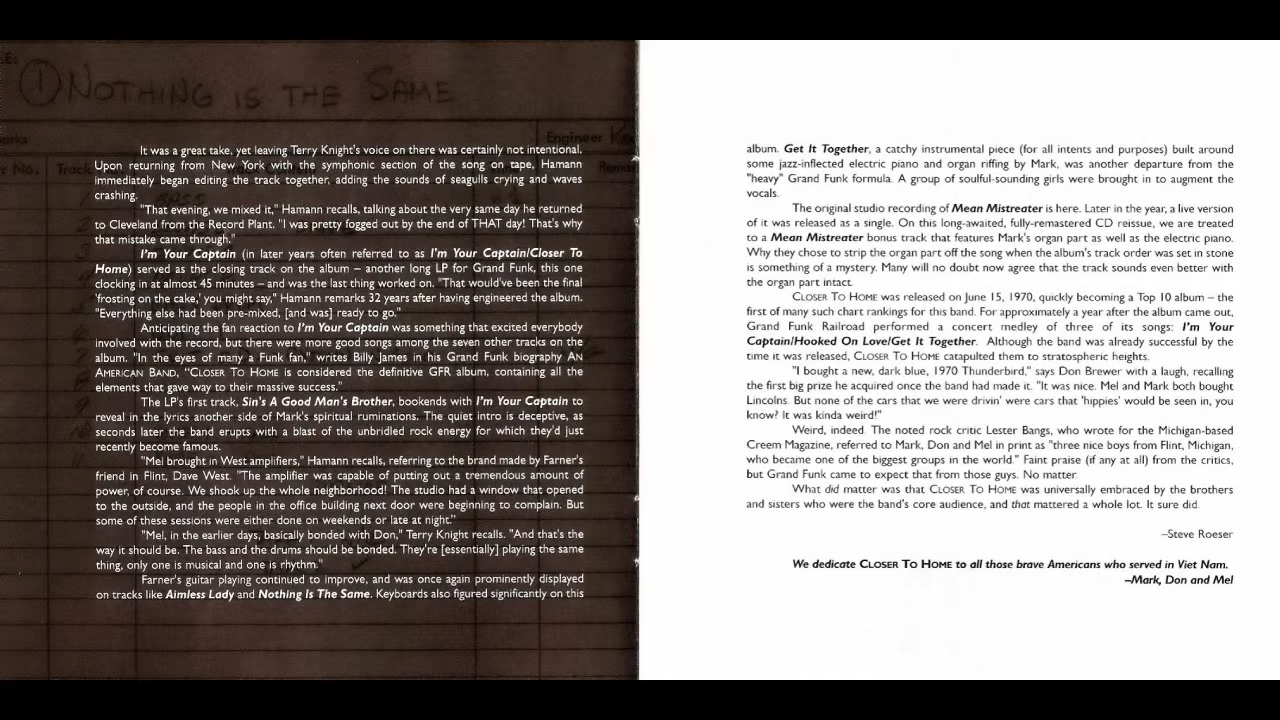 ① NOTHING IS THE SAME
Engineer
It was a great take, yet leaving Terry Knight's voice on there was certainly not intentional.
Upon returning from New York with the symphonic section of the song on tape, Hamann
immediately began editing the track together, adding the sounds of seagulls crying and waves
crashing.
"That evening, we mixed it," Hamann recalls, talking about the very same day he returned
to Cleveland from the Record Plant. "I was pretty fogged out by the end of THAT day! That's why
that mistake came through."
I'm Your Captain (in later years often referred to as I'm Your Captain/Closer To
Home) served as the closing track on the album – another long LP for Grand Funk, this one
clocking in at almost 45 minutes – and was the last thing worked on. "That would've been the final
'frosting on the cake,' you might say," Hamann remarks 32 years after having engineered the album.
"Everything else had been pre-mixed, [and was] ready to go."
Anticipating the fan reaction to I'm Your Captain was something that excited everybody
involved with the record, but there were more good songs among the seven other tracks on the
album. "In the eyes of many a Funk fan," writes Billy James in his Grand Funk biography AN
AMERICAN BAND, "CLOSER TO HOME is considered the definitive GFR album, containing all the
elements that gave way to their massive success."
The LP's first track, Sin's A Good Man's Brother, bookends with I'm Your Captain to
reveal in the lyrics another side of Mark's spiritual ruminations. The quiet intro is deceptive, as
seconds later the band erupts with a blast of the unbridled rock energy for which they'd just
recently become famous.
"Mel brought in West amplifiers," Hamann recalls, referring to the brand made by Farner's
friend in Flint, Dave West. "The amplifier was capable of putting out a tremendous amount of
power, of course. We shook up the whole neighborhood! The studio had a window that opened
to the outside, and the people in the office building next door were beginning to complain. But
some of these sessions were either done on weekends or late at night."
"Mel, in the earlier days, basically bonded with Don," Terry Knight recalls. "And that's the
way it should be. The bass and the drums should be bonded. They're [essentially] playing the same
thing, only one is musical and one is rhythm."
Farner's guitar playing continued to improve, and was once again prominently displayed
on tracks like Aimless Lady and Nothing Is The Same. Keyboards also figured significantly on this
album. Get It Together, a catchy instrumental piece (for all intents and purposes) built around
some jazz-inflected electric piano and organ riffing by Mark, was another departure from the
"heavy" Grand Funk formula. A group of soulful-sounding girls were brought in to augment the
vocals.
The original studio recording of Mean Mistreater is here. Later in the year, a live version
of it was released as a single. On this long-awaited, fully-remastered CD reissue, we are treated
to a Mean Mistreater bonus track that features Mark's organ part as well as the electric piano.
Why they chose to strip the organ part off the song when the album's track order was set in stone
is something of a mystery. Many will no doubt now agree that the track sounds even better with
the organ part intact.
CLOSER TO HOME was released on June 15, 1970, quickly becoming a Top 10 album – the
first of many such chart rankings for this band. For approximately a year after the album came out,
Grand Funk Railroad performed a concert medley of three of its songs: I'm Your
Captain/Hooked On Love/Get It Together. Although the band was already successful by the
time it was released, CLOSER TO HOME catapulted them to stratospheric heights.
"I bought a new, dark blue, 1970 Thunderbird," says Don Brewer with a laugh, recalling
the first big prize he acquired once the band had made it. "It was nice. Mel and Mark both bought
Lincolns. But none of the cars that we were drivin' were cars that 'hippies' would be seen in, you
know? It was kinda weird!"
Weird, indeed. The noted rock critic Lester Bangs, who wrote for the Michigan-based
Creem Magazine, referred to Mark, Don and Mel in print as "three nice boys from Flint, Michigan,
who became one of the biggest groups in the world." Faint praise (if any at all) from the critics,
but Grand Funk came to expect that from those guys. No matter.
What did matter was that CLOSER TO HOME was universally embraced by the brothers
and sisters who were the band's core audience, and that mattered a whole lot. It sure did.
–Steve Roeser
We dedicate CLOSER TO HOME to all those brave Americans who served in Viet Nam.
–Mark, Don and Mel